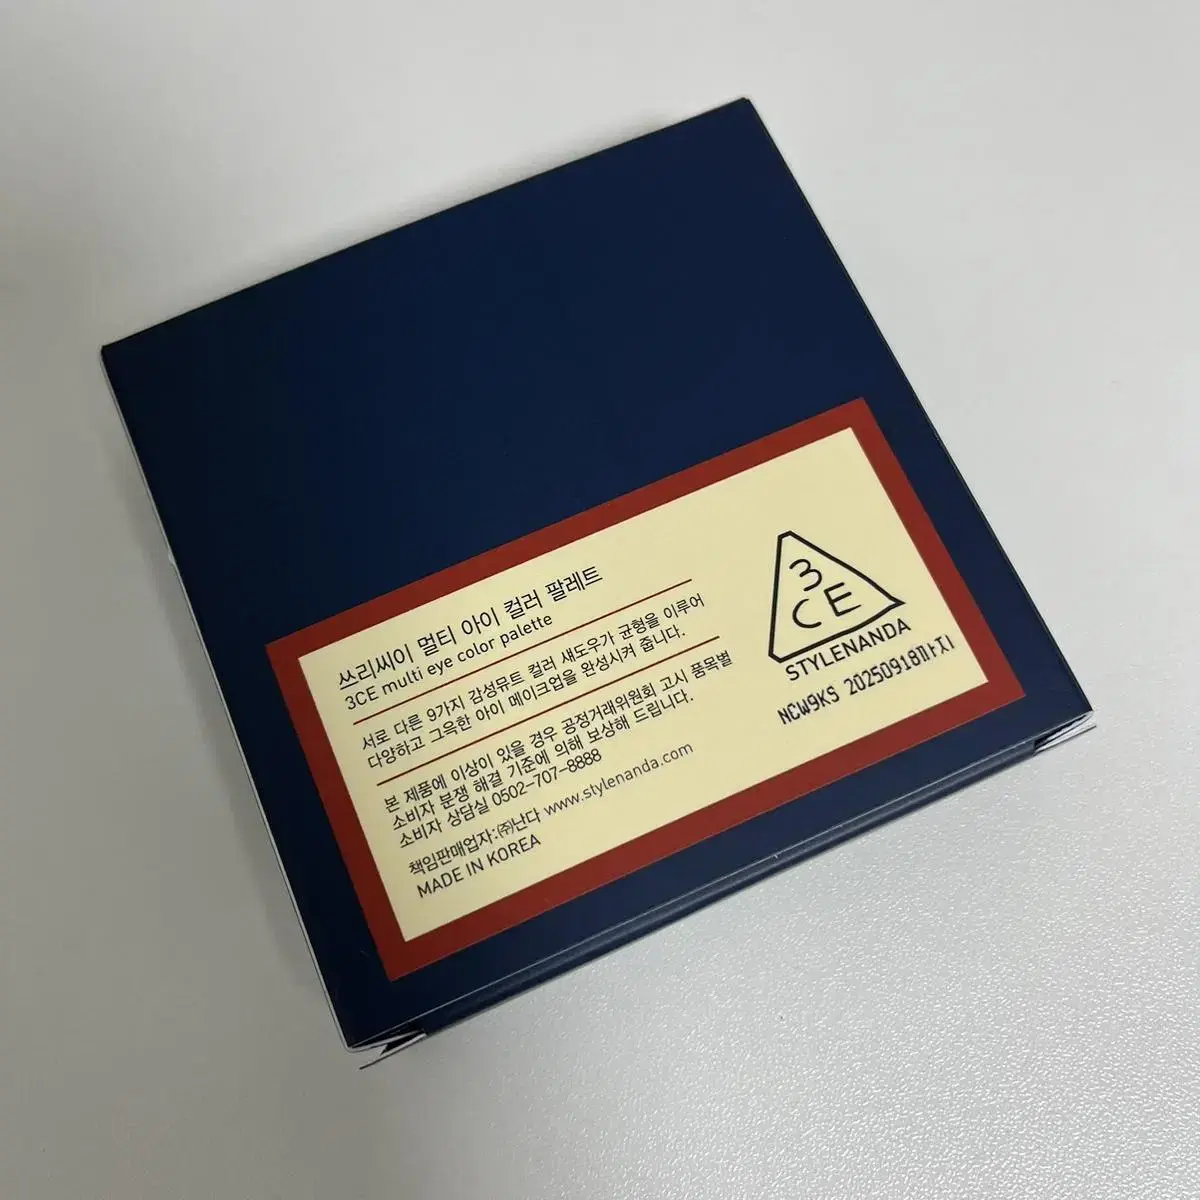 쓰리씨이 멀티 아이 컬러 팔레트
3CE multi eye color palette
서로 다른 9가지 감성뮤트 컬러 섀도우가 균형을 이루어
다양하고 그윽한 아이 메이크업을 완성시켜 줍니다.
본 제품에 이상이 있을 경우 공정거래위원회 고시 품목별
소비자 분쟁 해결 기준에 의해 보상해 드립니다.
소비자 상담실 0502-707-8888
책임판매업자:㈜난다 www.stylenanda.com
MADE IN KOREA
3
CE
STYLENANDA
NCW9KS 20250918까지